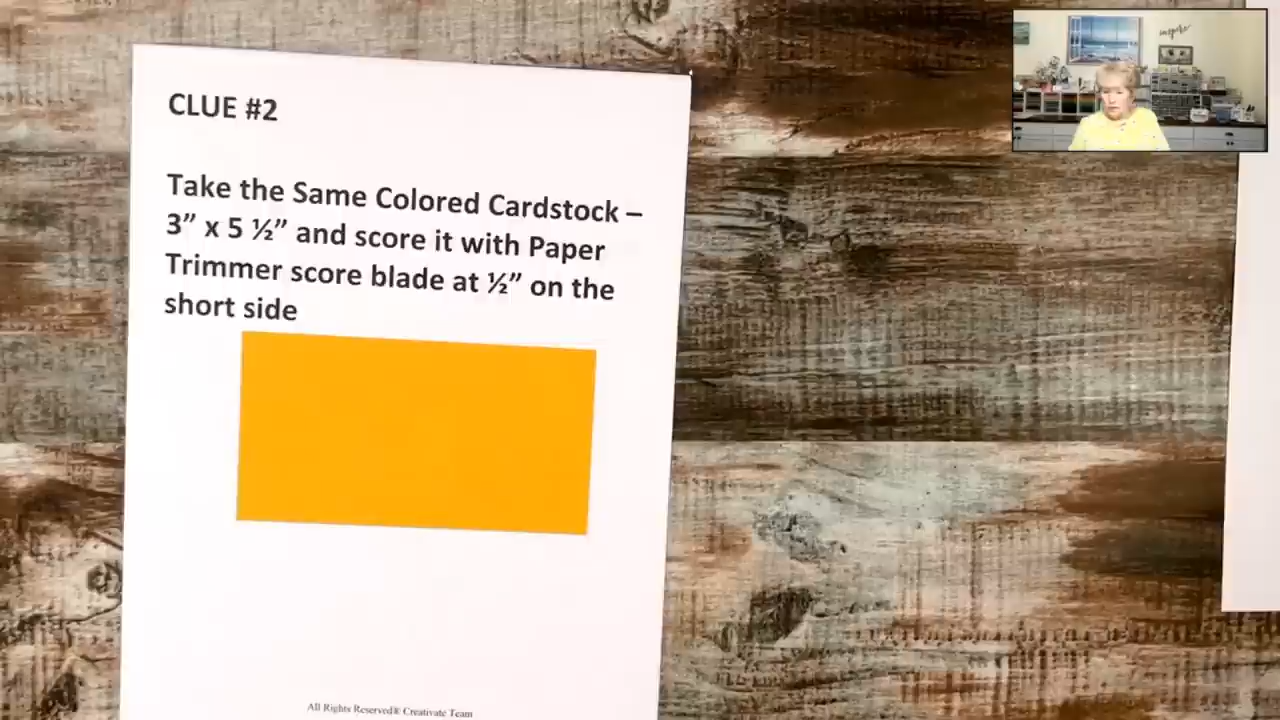 inspire
CLUE #2
Take the Same Colored Cardstock –
3” x 5 ½” and score it with Paper
Trimmer score blade at ½” on the
short side
All Rights Reserved® Creativate Team